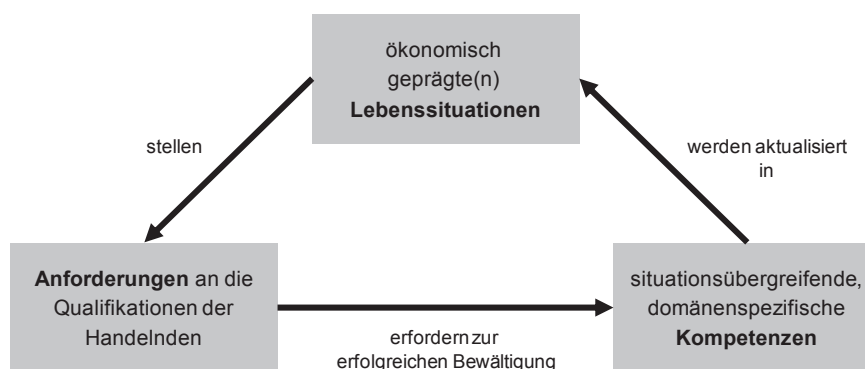 ökonomisch
geprägte(n)
Lebenssituationen
stellen
werden aktualisiert
in
Anforderungen an die
Qualifikationen der
Handelnden
situationsübergreifende,
domänenspezifische
Kompetenzen
erfordern zur
erfolgreichen Bewältigung